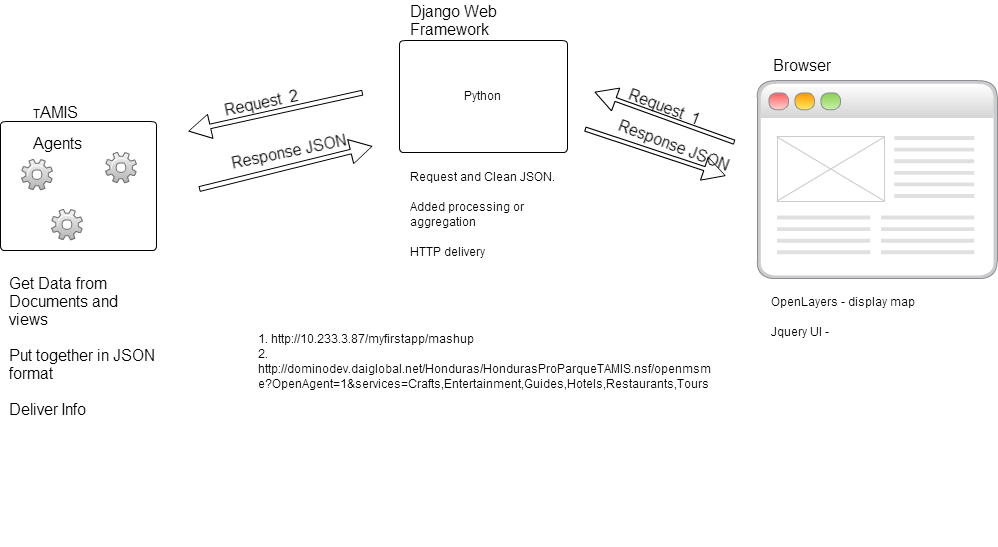 Django Web
Framework
Python
Request and Clean JSON.
Added processing or
aggregation
HTTP delivery
Browser
Request 1
Response JSON
OpenLayers - display map
Jquery UI -
Request 2
Response JSON
TAMIS
Agents
Get Data from
Documents and
views
Put together in JSON
format
Deliver Info
1. http://10.233.3.87/myfirstapp/mashup
2.
http://dominodev.daiglobal.net/Honduras/HondurasProParqueTAMIS.nsf/openmsm
e?OpenAgent=1&services=Crafts,Entertainment,Guides,Hotels,Restaurants,Tours